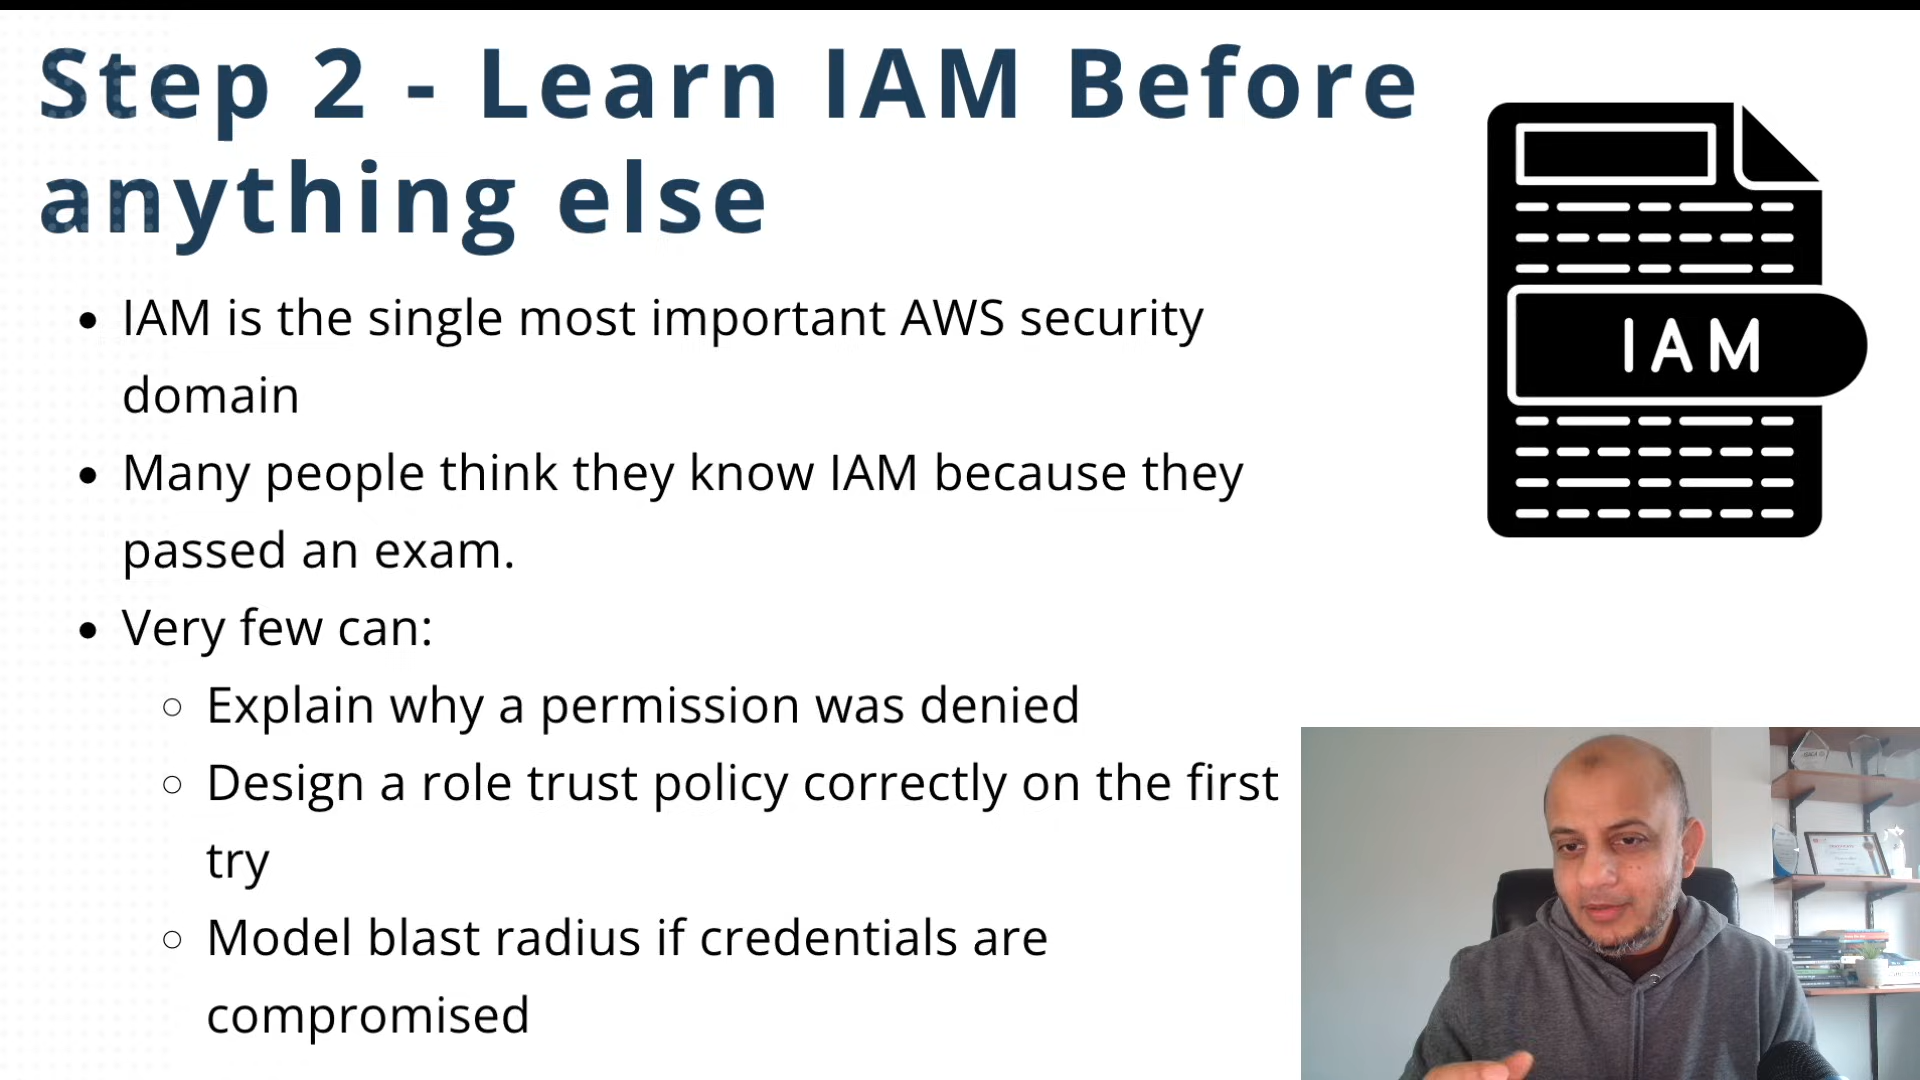 Step 2 - Learn IAM Before
anything else
• IAM is the single most important AWS security
domain
• Many people think they know IAM because they
passed an exam.
• Very few can:
○ Explain why a permission was denied
○ Design a role trust policy correctly on the first
try
○ Model blast radius if credentials are
compromised
IAM